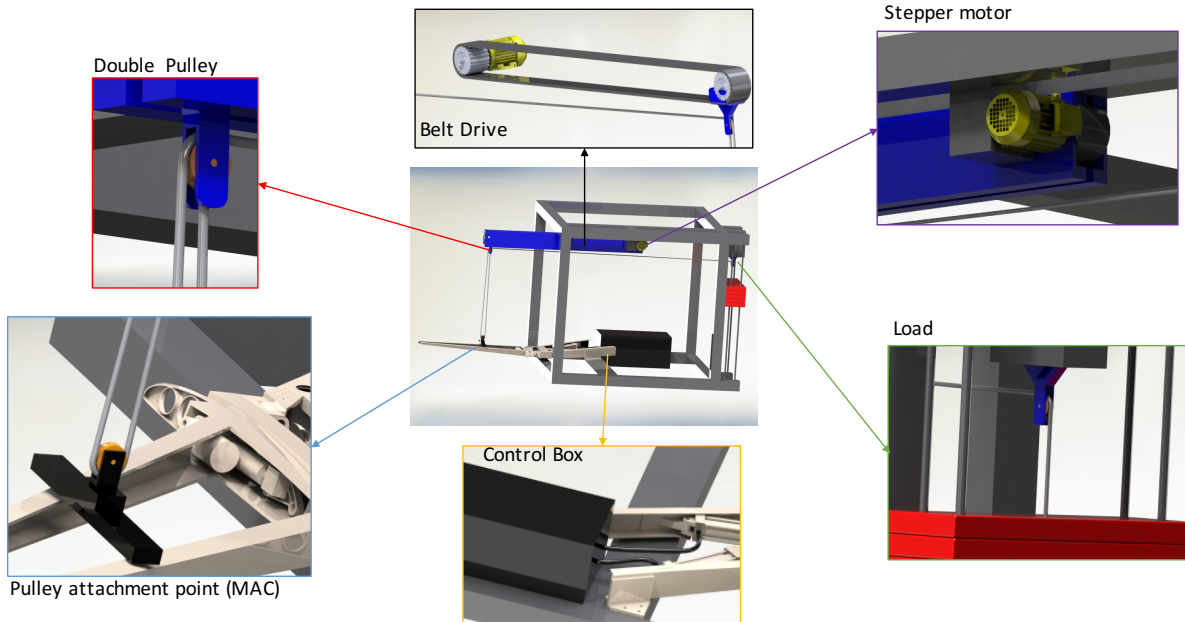 Stepper motor
Double Pulley
Belt Drive
Load
Control Box
Pulley attachment point (MAC)